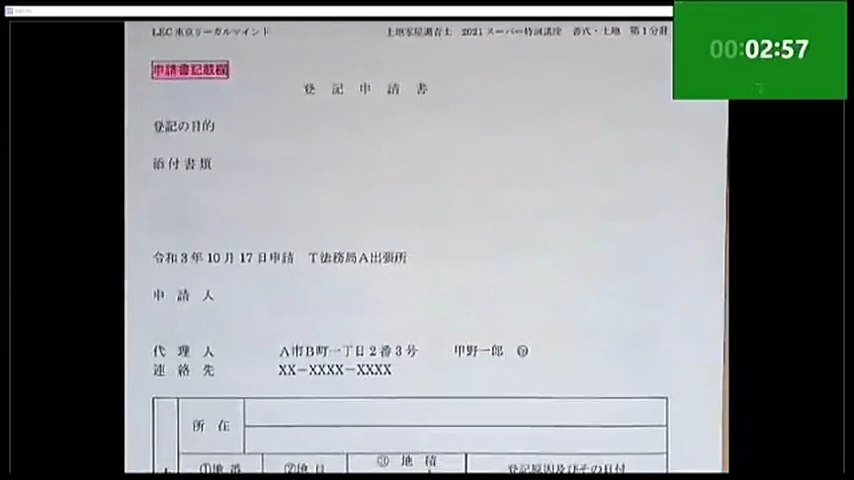 LEC東京リーガルマインド 土地家屋調査士 2021スーパー特訓講座 書式・土地 第1分冊
00:02:57
申請書記載欄
登記申請書
登記の目的
添付書類
令和3年10月17日申請 T法務局A出張所
申請人
代理人 A市B町一丁目2番3号 甲野一郎 ㊞
連絡先 XX-XXXX-XXXX
所在
①地番 ②地目 ③地積 登記原因及びその日付